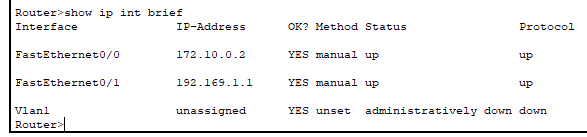 Router>show ip int brief
Interface IP-Address OK? Method Status Protocol
FastEthernet0/0 172.10.0.2 YES manual up up
FastEthernet0/1 192.169.1.1 YES manual up up
Vlan1 unassigned YES unset administratively down down
Router>